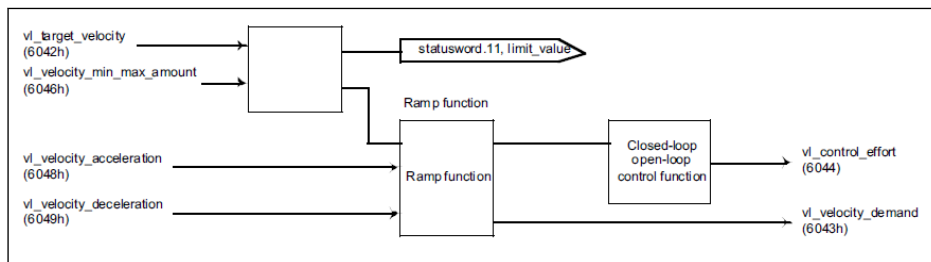 vl_target_velocity
(6042h)
vl_velocity_min_max_amount
(6046h)
statusword.11, limit_value
Ramp function
vl_velocity_acceleration
(6048h)
Ramp function
Closed-loop
open-loop
control function
vl_control_effort
(6044)
vl_velocity_deceleration
(6049h)
vl_velocity_demand
(6043h)